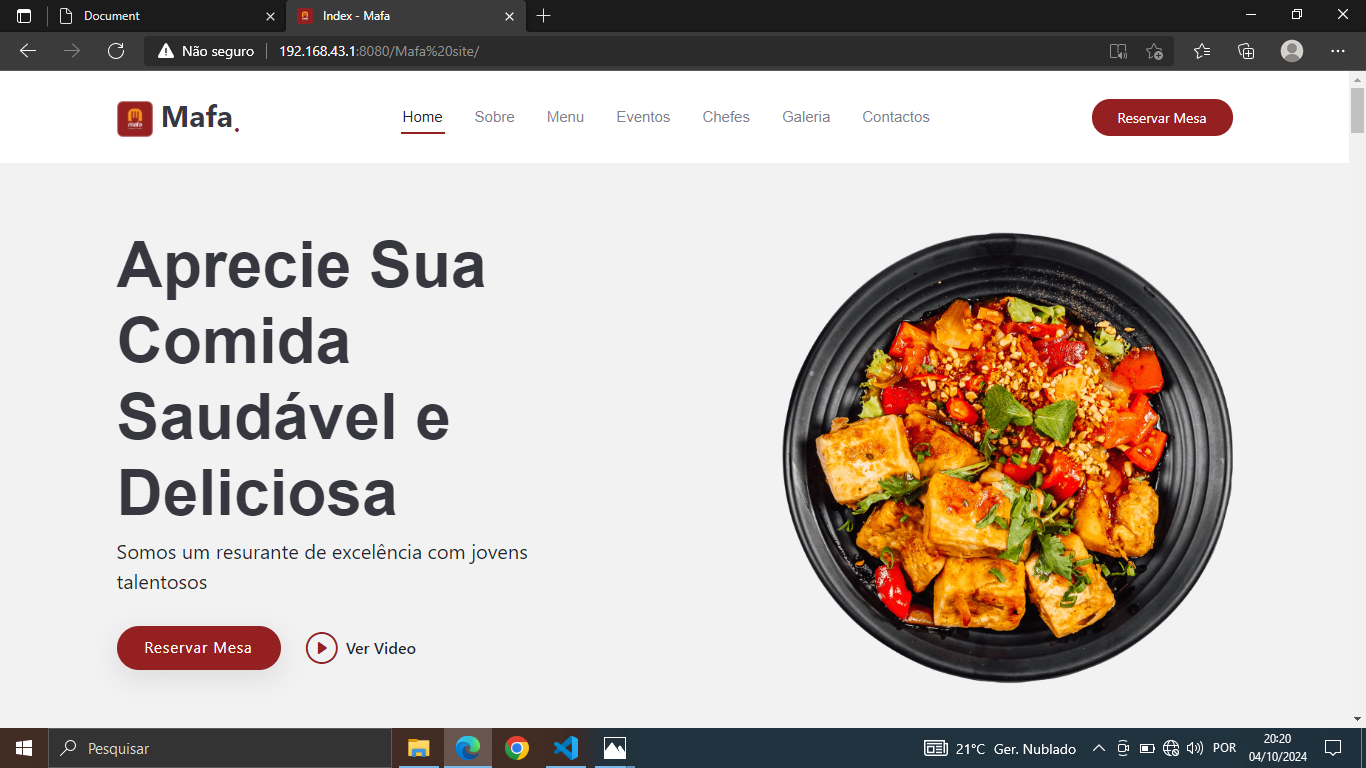 Document
Index - Mafa
Não seguro
192.168.43.1:8080/Mafa%20site/
mafa
Mafa.
Home
Sobre
Menu
Eventos
Chefes
Galeria
Contactos
Reservar Mesa
Aprecie Sua
Comida
Saudável e
Deliciosa
Somos um resurante de excelência com jovens
talentosos
Reservar Mesa
Ver Video
Pesquisar
21°C Ger. Nublado
POR
20:20
04/10/2024